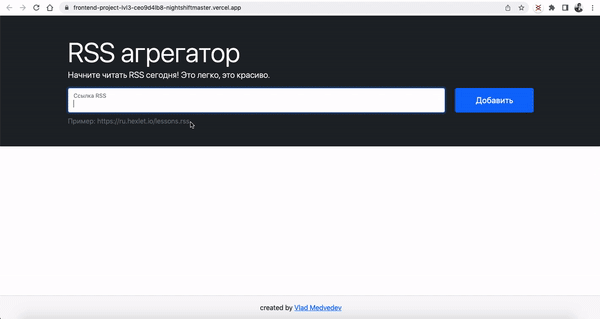 frontend-project-lvl3-ceo9d4lb8-nightshiftmaster.vercel.app
RSS агрегатор
Начните читать RSS сегодня! Это легко, это красиво.
Ссылка RSS
Добавить
Пример: https://ru.hexlet.io/lessons.rss
created by Vlad Medvedev